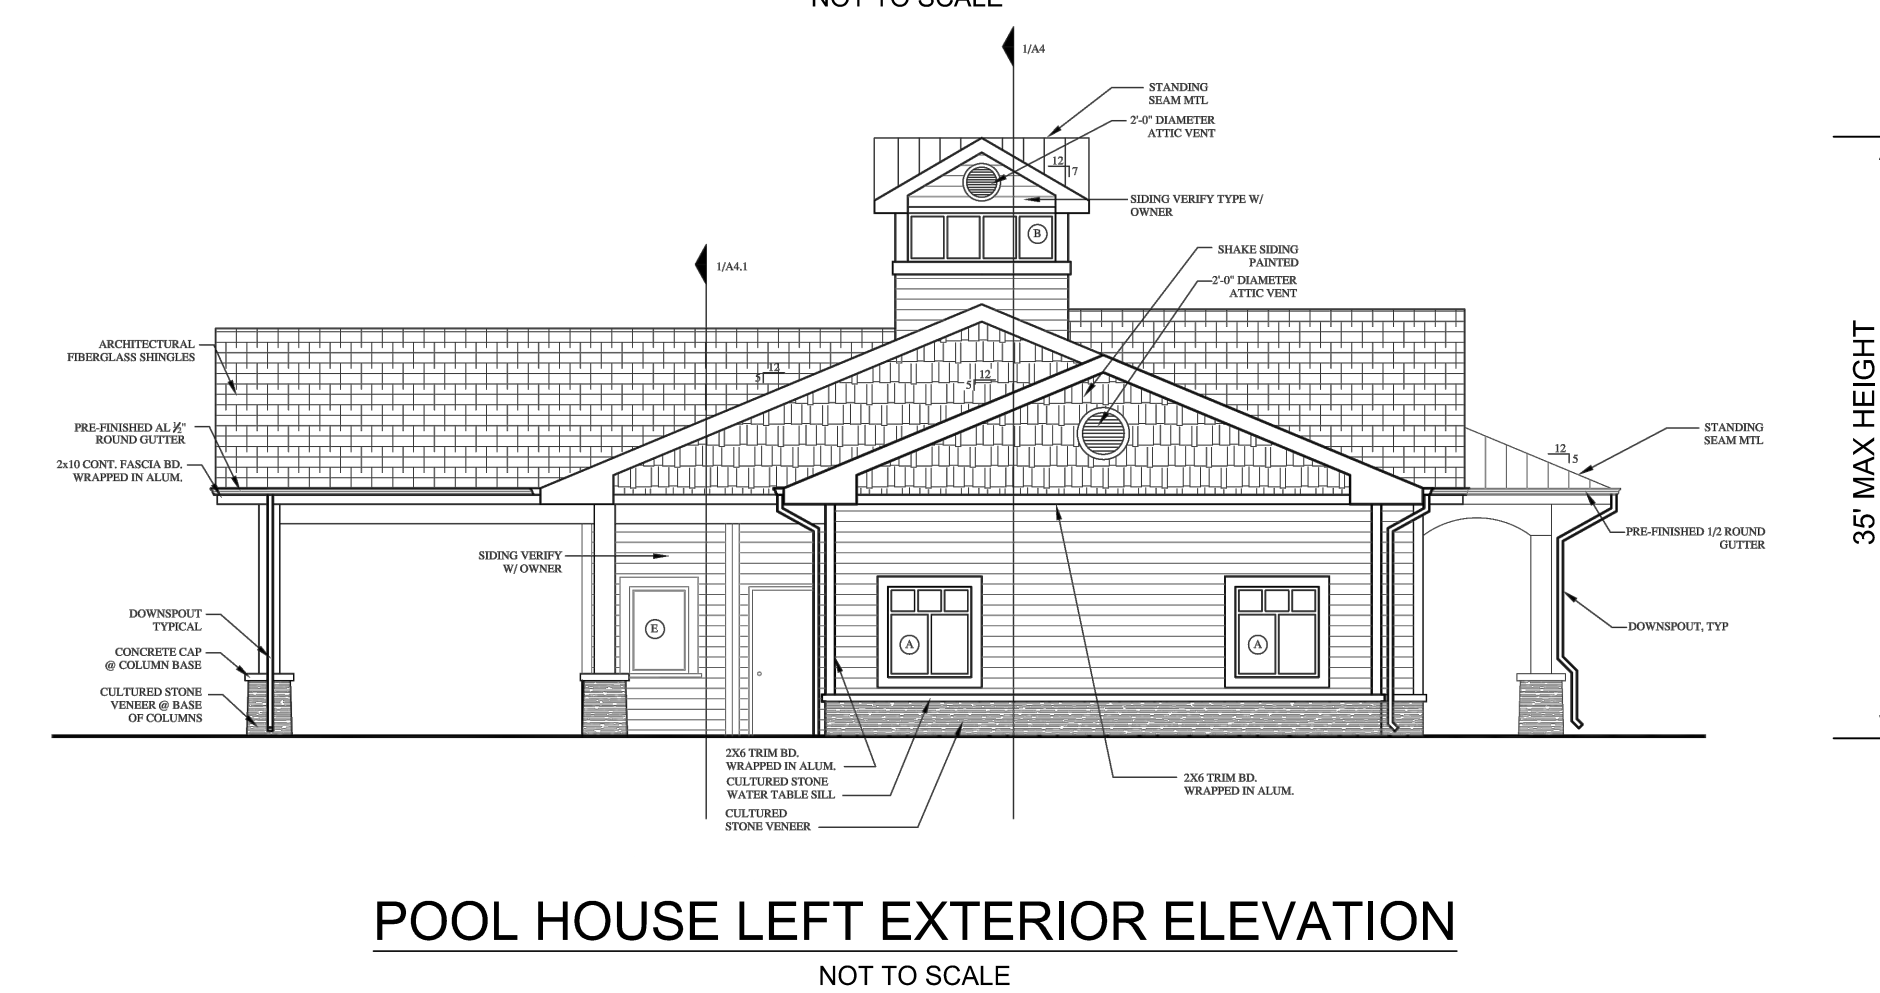 NOT TO SCALE
1/A4
STANDING
SEAM MTL
2'-0" DIAMETER
ATTIC VENT
12
7
SIDING VERIFY TYPE W/
OWNER
B
1/A4.1
SHAKE SIDING
PAINTED
2'-0" DIAMETER
ATTIC VENT
ARCHITECTURAL
FIBERGLASS SHINGLES
12
5
12
5
PRE-FINISHED AL ½"
ROUND GUTTER
2x10 CONT. FASCIA BD.
WRAPPED IN ALUM.
STANDING
SEAM MTL
12
5
35' MAX HEIGHT
PRE-FINISHED 1/2 ROUND
GUTTER
SIDING VERIFY
W/ OWNER
DOWNSPOUT
TYPICAL
E
A
A
DOWNSPOUT, TYP
CONCRETE CAP
@ COLUMN BASE
CULTURED STONE
VENEER @ BASE
OF COLUMNS
2X6 TRIM BD.
WRAPPED IN ALUM.
CULTURED STONE
WATER TABLE SILL
CULTURED
STONE VENEER
2X6 TRIM BD.
WRAPPED IN ALUM.
POOL HOUSE LEFT EXTERIOR ELEVATION
NOT TO SCALE